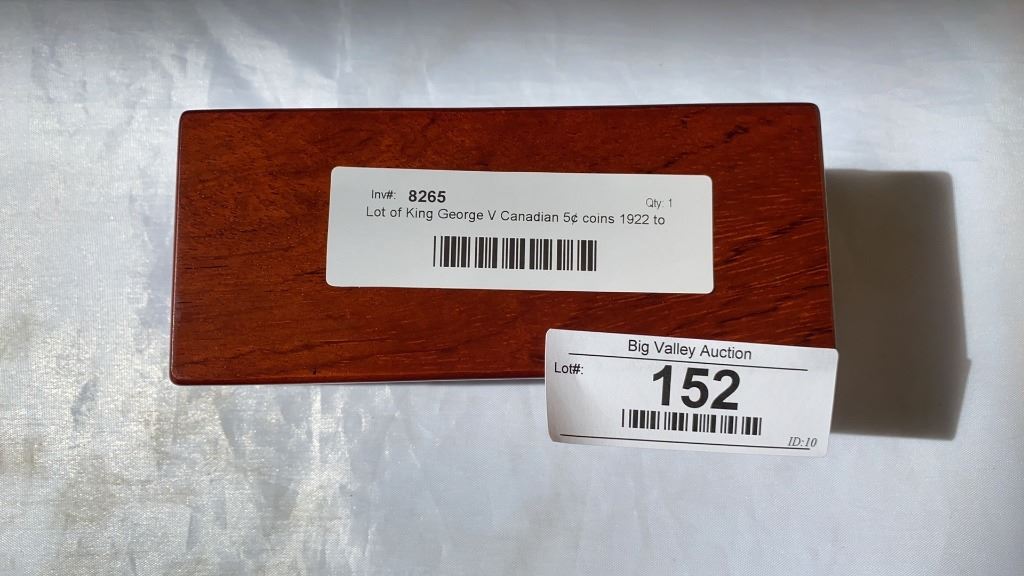 Inv#: 8265 Qty: 1
Lot of King George V Canadian 5¢ coins 1922 to
Big Valley Auction
Lot#: 152
ID:10